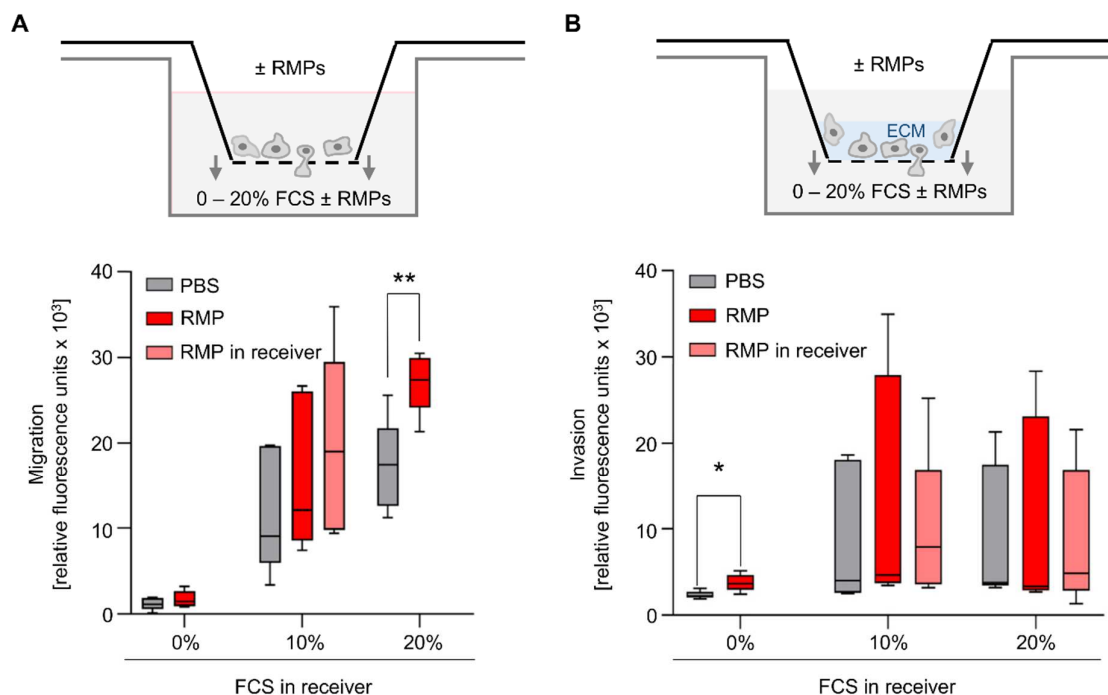 A
± RMPs
0 – 20% FCS ± RMPs
40
30
20
10
0
Migration
[relative fluorescence units x 10³]
PBS
RMP
RMP in receiver
**
0%
10%
20%
FCS in receiver
B
± RMPs
ECM
0 – 20% FCS ± RMPs
40
30
20
10
0
Invasion
[relative fluorescence units x 10³]
PBS
RMP
RMP in receiver
*
0%
10%
20%
FCS in receiver